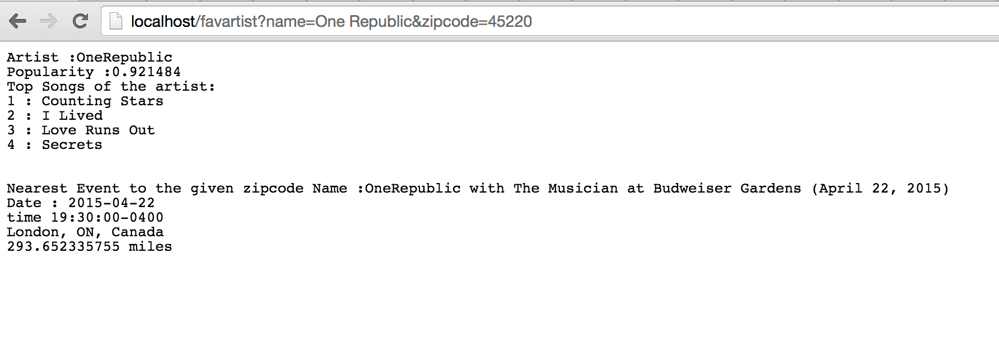 localhost/favartist?name=One Republic&zipcode=45220
Artist :OneRepublic
Popularity :0.921484
Top Songs of the artist:
1 : Counting Stars
2 : I Lived
3 : Love Runs Out
4 : Secrets
Nearest Event to the given zipcode Name :OneRepublic with The Musician at Budweiser Gardens (April 22, 2015)
Date : 2015-04-22
time 19:30:00-0400
London, ON, Canada
293.652335755 miles